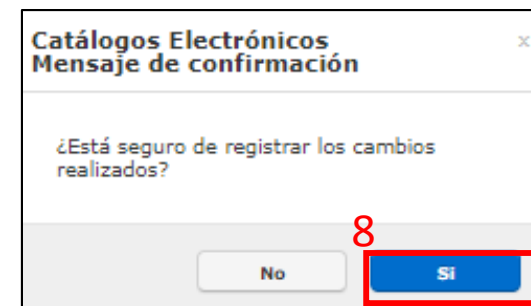 Catálogos Electrónicos
Mensaje de confirmación
x
¿Está seguro de registrar los cambios
realizados?
8
No
Si